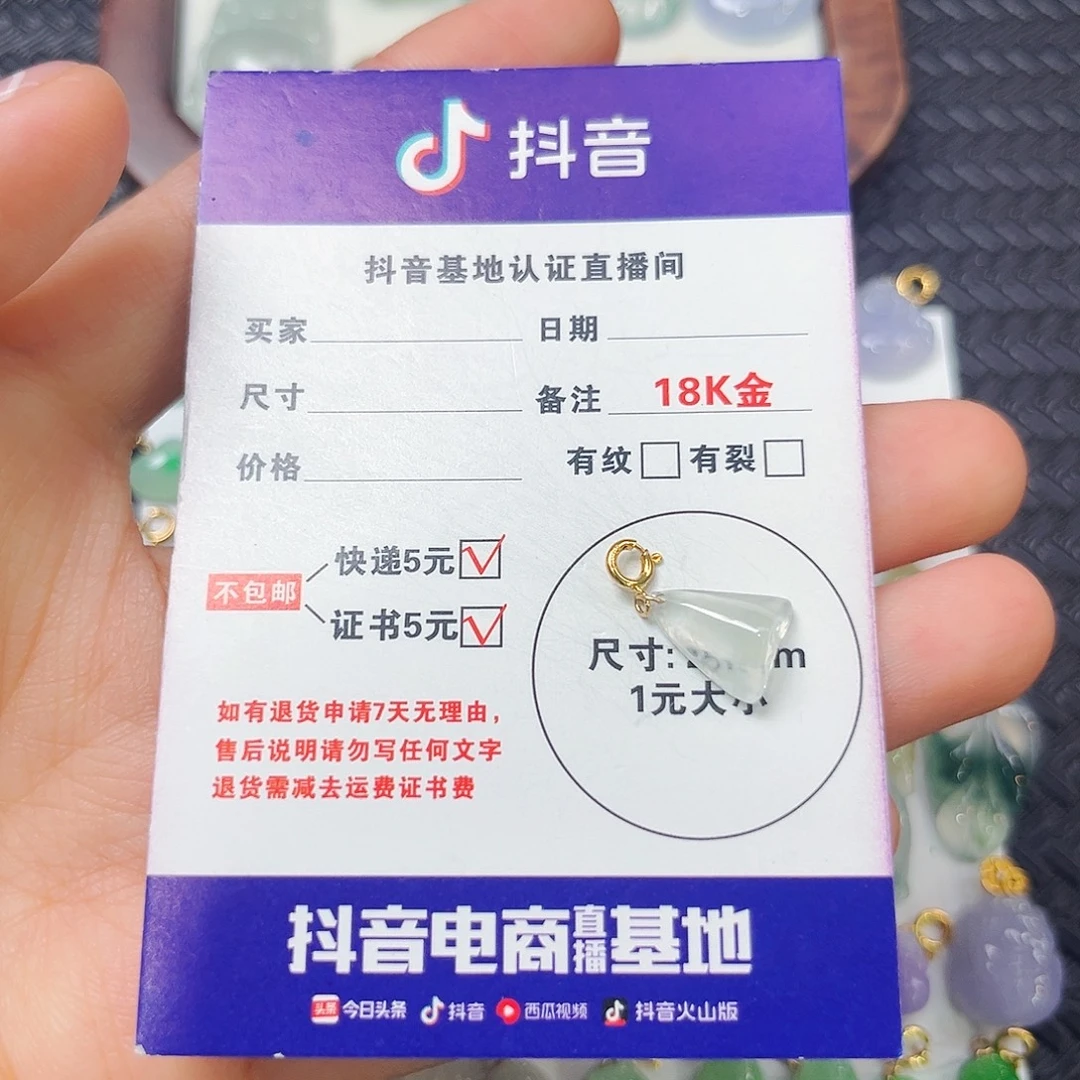 抖音
抖音基地认证直播间
买家 日期
尺寸 备注 18K金
价格 有纹 有裂
不包邮
快递5元
证书5元
尺寸: m
1元大小
如有退货申请7天无理由，
售后说明请勿写任何文字
退货需减去运费证书费
抖音电商直播基地
头条 今日头条 抖音 西瓜视频 抖音火山版